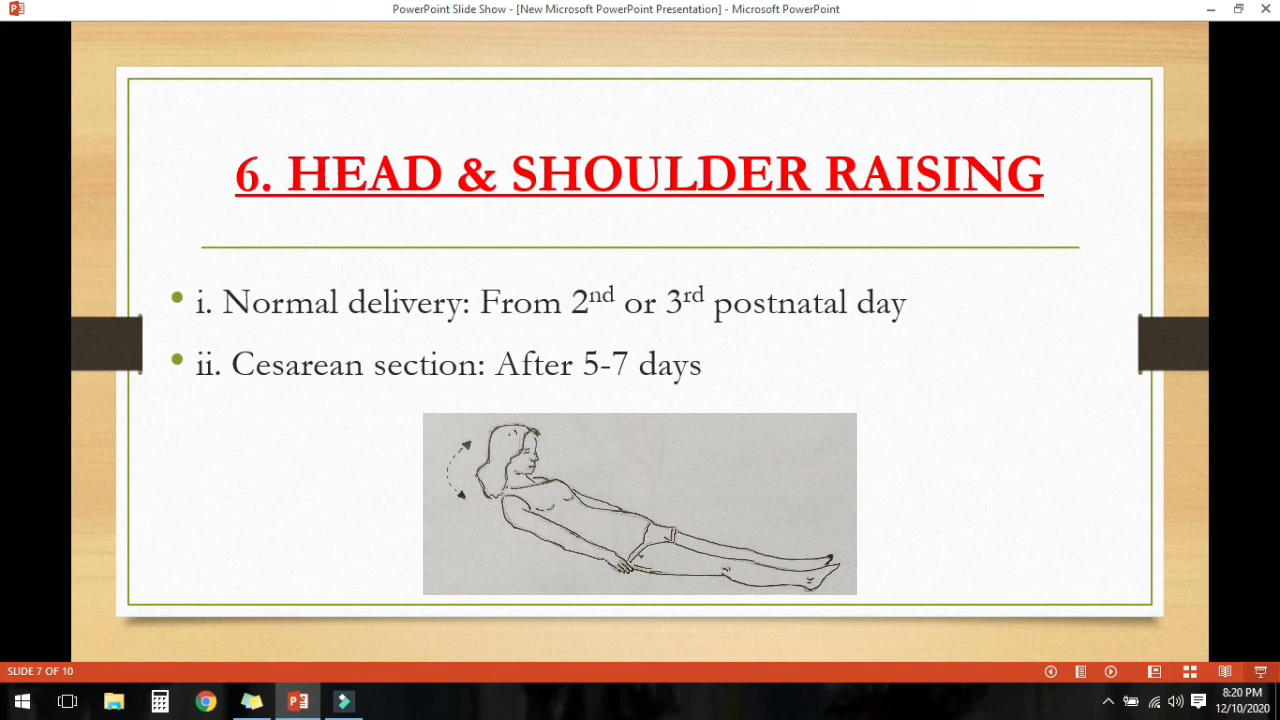 PowerPoint Slide Show - [New Microsoft PowerPoint Presentation] - Microsoft PowerPoint
6. HEAD & SHOULDER RAISING
• i. Normal delivery: From 2nd or 3rd postnatal day
• ii. Cesarean section: After 5-7 days
SLIDE 7 OF 10
8:20 PM
12/10/2020